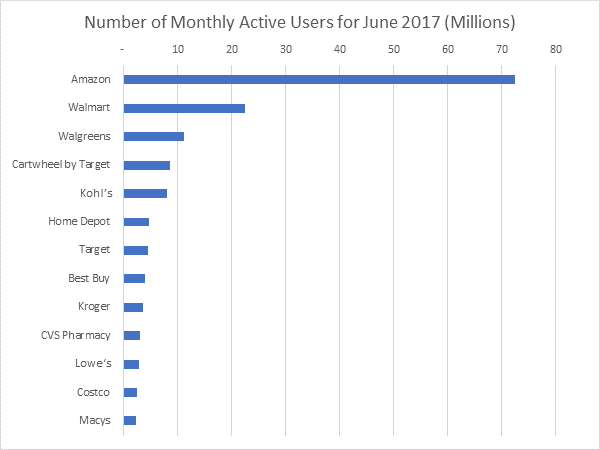 Number of Monthly Active Users for June 2017 (Millions)
- 10 20 30 40 50 60 70 80
Amazon
Walmart
Walgreens
Cartwheel by Target
Kohl's
Home Depot
Target
Best Buy
Kroger
CVS Pharmacy
Lowe's
Costco
Macys